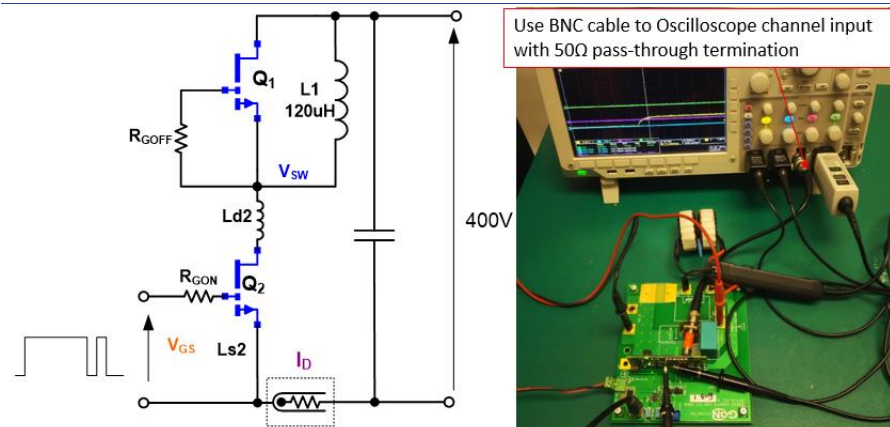 Use BNC cable to Oscilloscope channel input
with 50Ω pass-through termination
Q1
L1
120uH
RGOFF
VSW
Ld2
400V
RGON
Q2
VGS
Ls2
ID
GaN